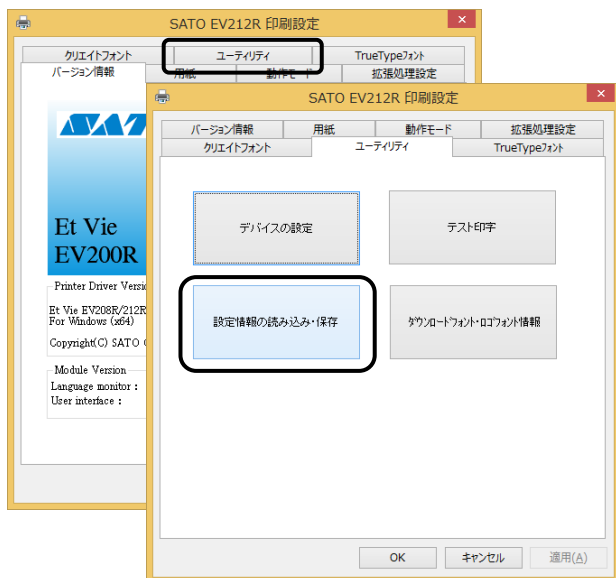 SATO EV212R 印刷設定
クリエイトフォント ユーティリティ TrueTypeフォント
バージョン情報 用紙 動作モード 拡張処理設定
SATO
Et Vie
EV200R
Printer Driver Versi
Et Vie EV208R/212R
For Windows (x64)
Copyright(C) SATO
Module Version
Language monitor :
User interface :
SATO EV212R 印刷設定
バージョン情報 用紙 動作モード 拡張処理設定
クリエイトフォント ユーティリティ TrueTypeフォント
デバイスの設定 テスト印字
設定情報の読み込み・保存 ダウンロードフォント・ロゴフォント情報
OK キャンセル 適用(A)